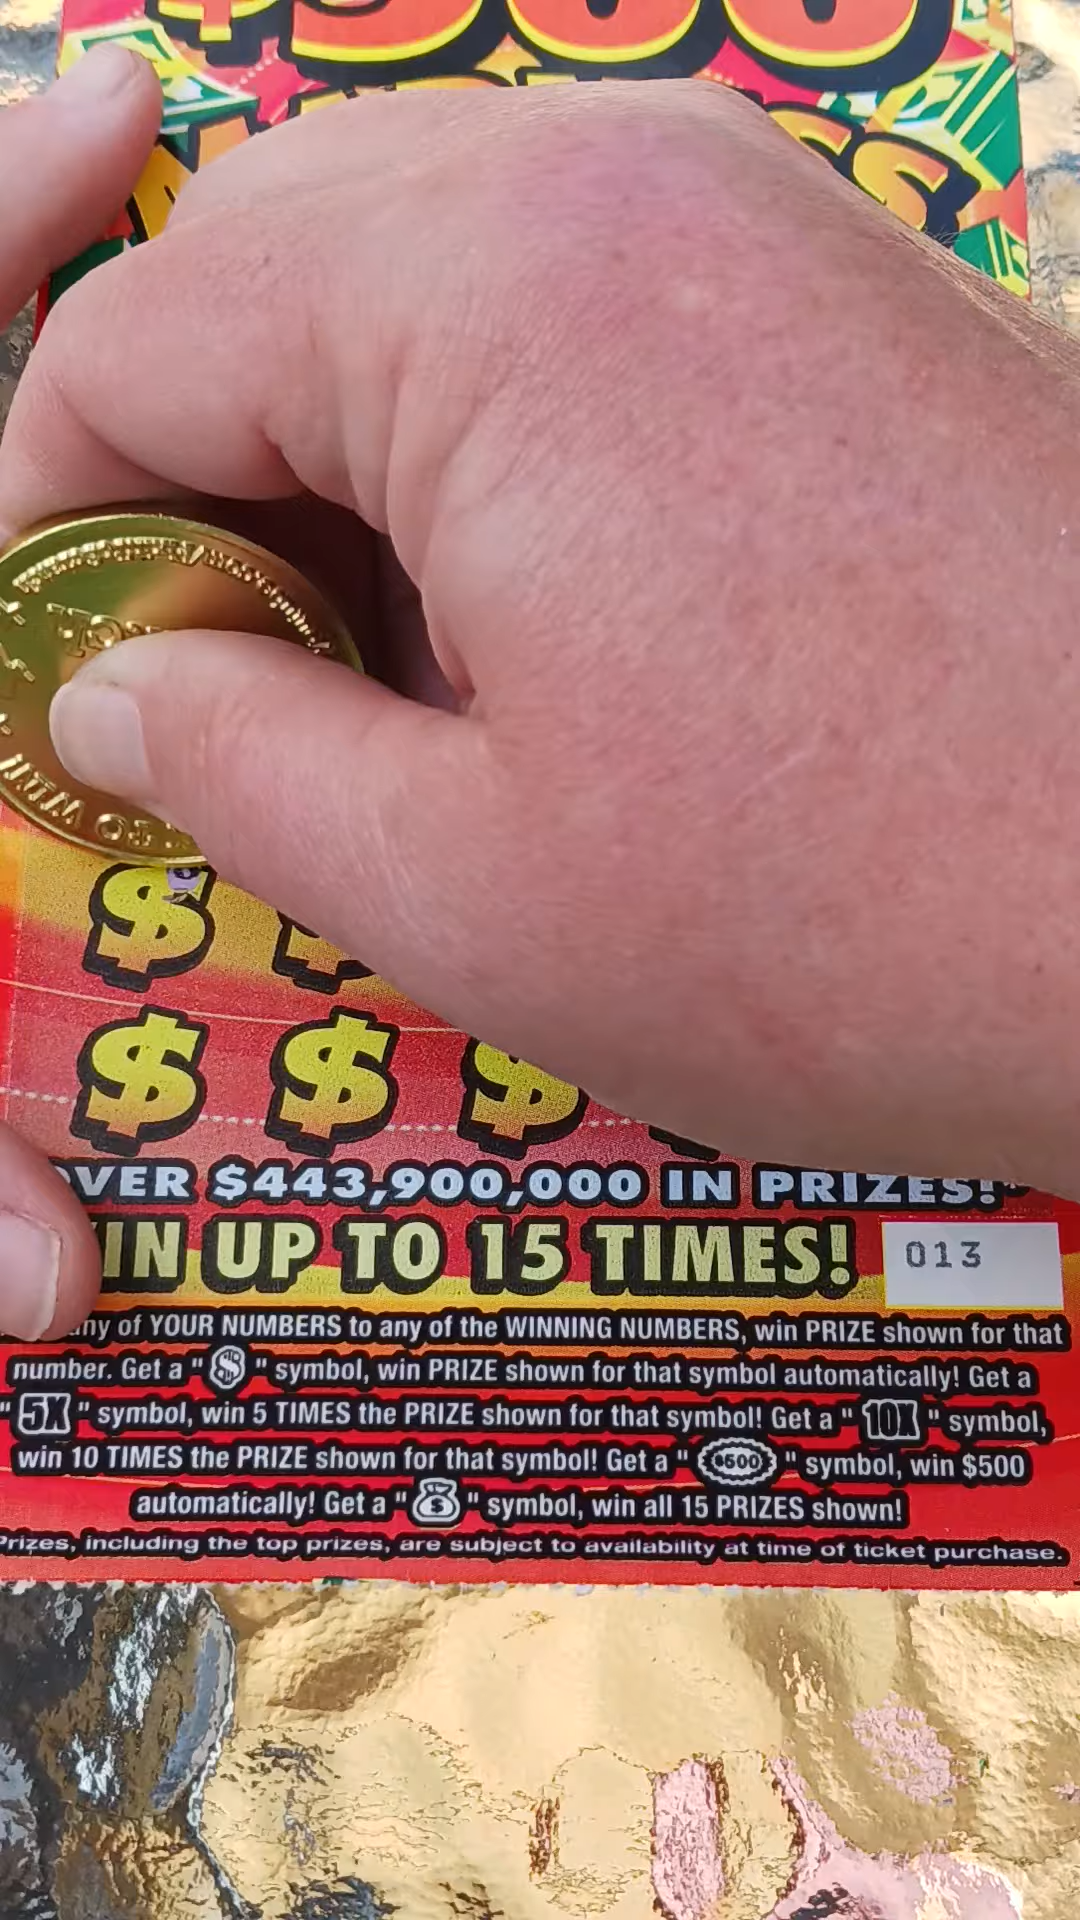 $500
$
$ $ $
OVER $443,900,000 IN PRIZES!
WIN UP TO 15 TIMES!
013
any of YOUR NUMBERS to any of the WINNING NUMBERS, win PRIZE shown for that
number. Get a "$" symbol, win PRIZE shown for that symbol automatically! Get a
"5X" symbol, win 5 TIMES the PRIZE shown for that symbol! Get a "10X" symbol,
win 10 TIMES the PRIZE shown for that symbol! Get a "$500" symbol, win $500
automatically! Get a "$" symbol, win all 15 PRIZES shown!
Prizes, including the top prizes, are subject to availability at time of ticket purchase.